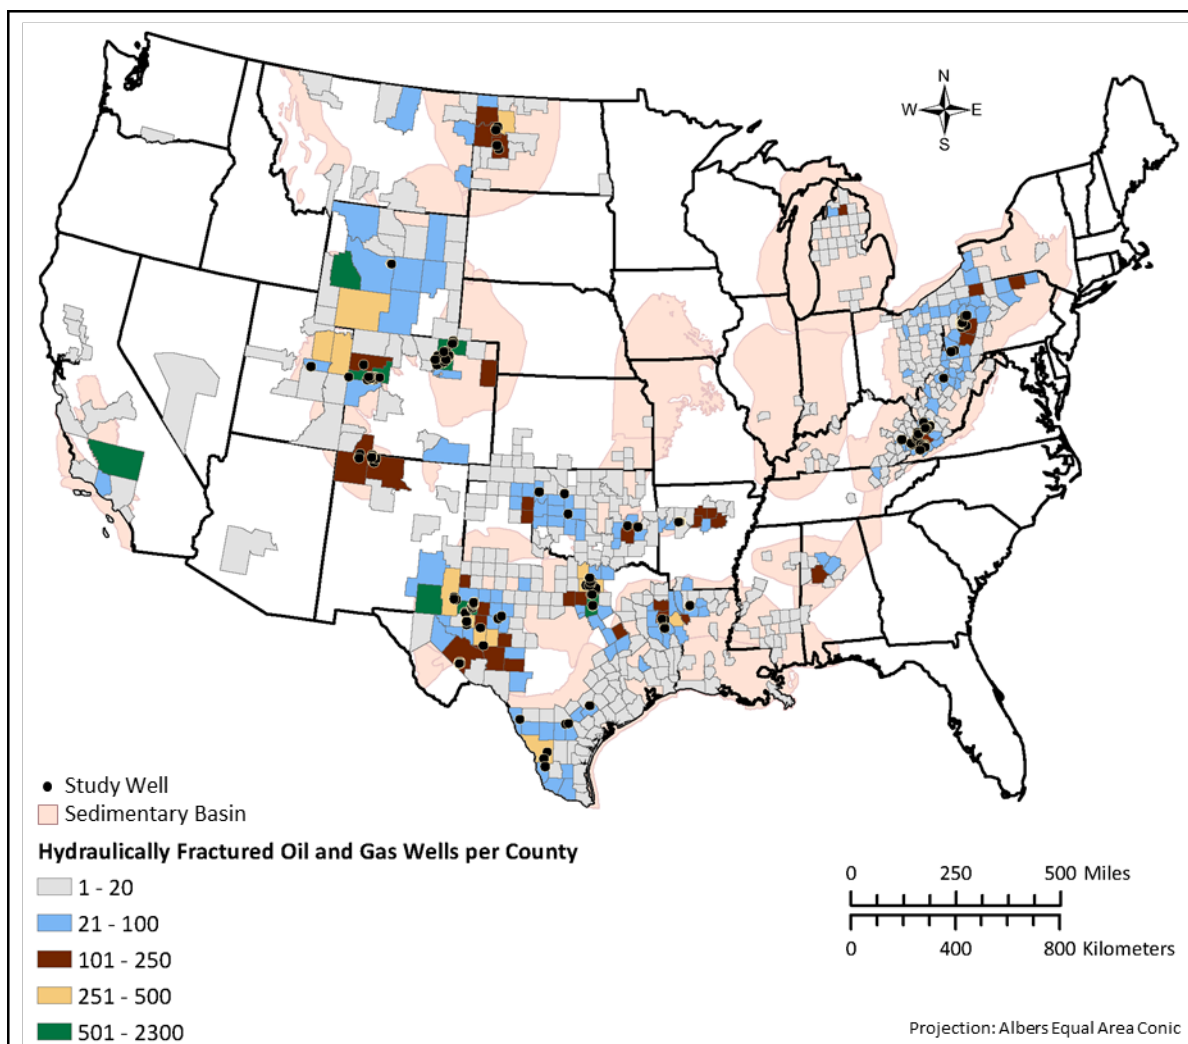 N
W E
S
Study Well
Sedimentary Basin
Hydraulically Fractured Oil and Gas Wells per County
1 - 20
21 - 100
101 - 250
251 - 500
501 - 2300
0 250 500 Miles
0 400 800 Kilometers
Projection: Albers Equal Area Conic